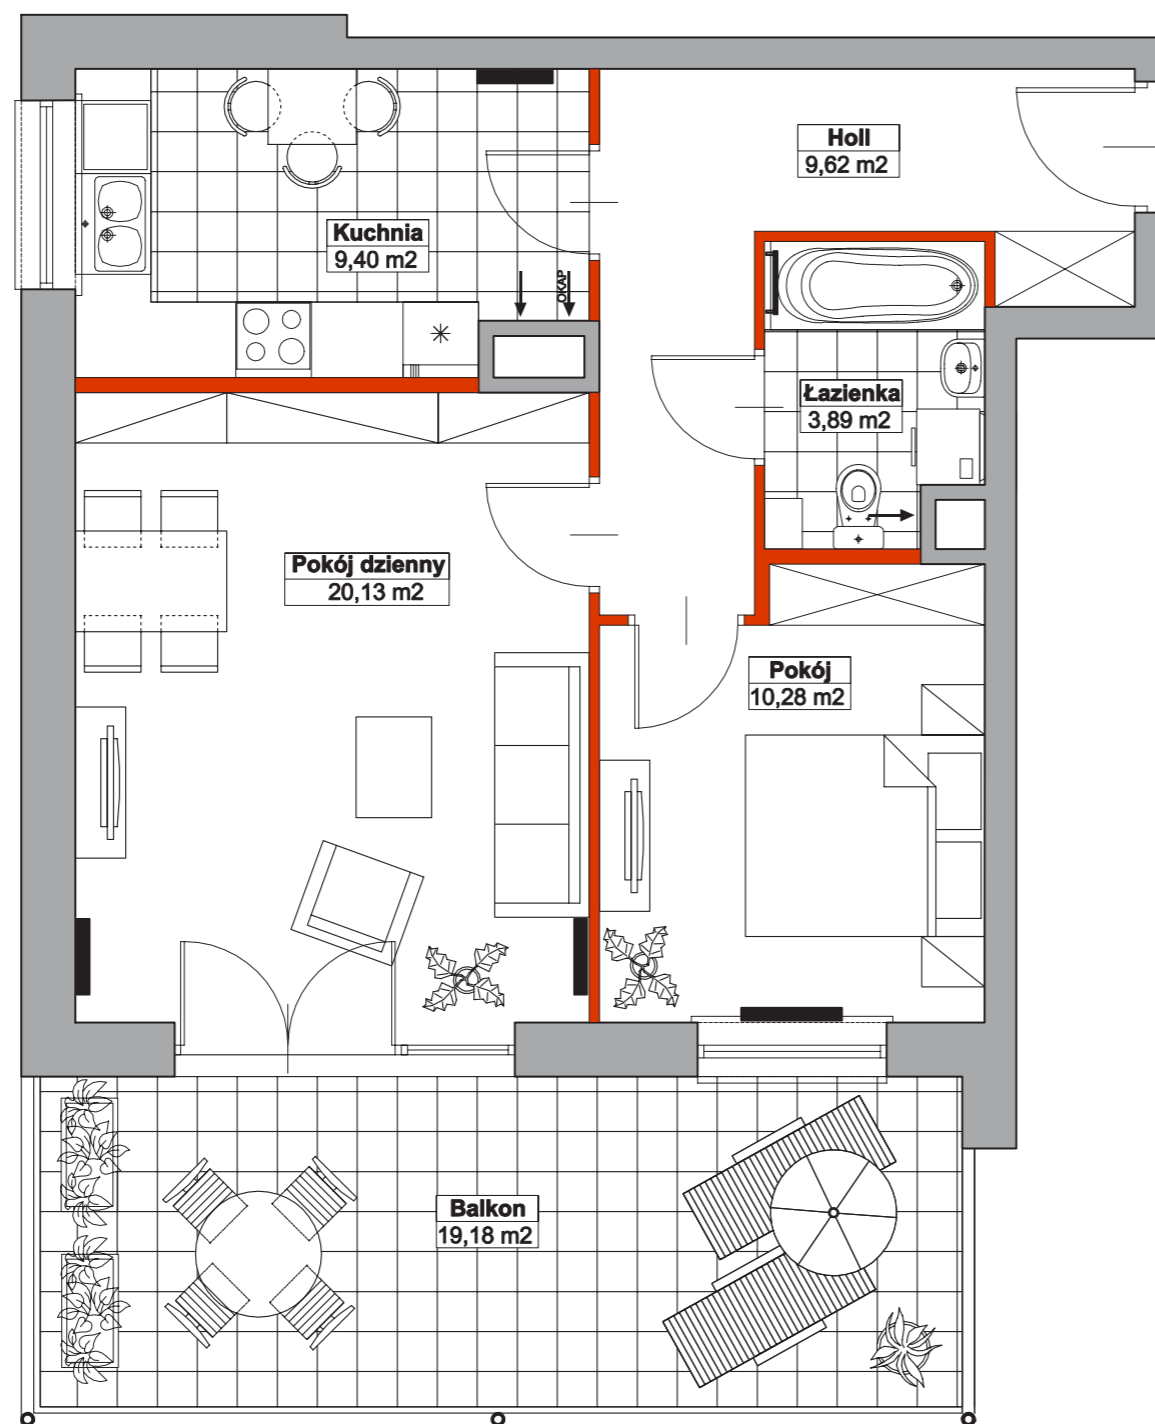 Holl
9,62 m2
Kuchnia
9,40 m2
OKAP
Łazienka
3,89 m2
Pokój dzienny
20,13 m2
Pokój
10,28 m2
Balkon
19,18 m2